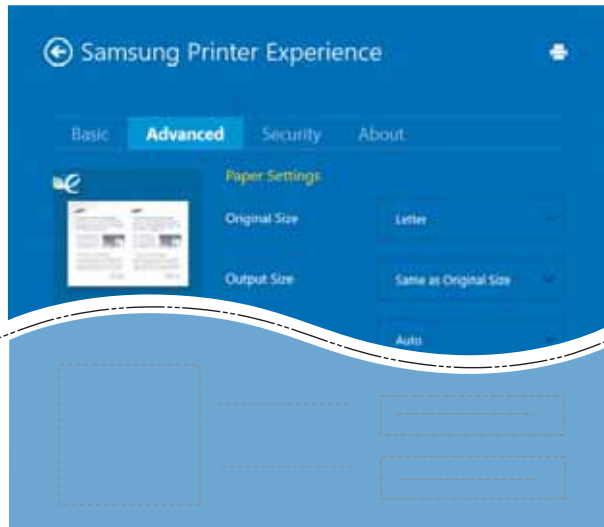 Samsung Printer Experience
Basic Advanced Security About
Paper Settings
Original Size Letter
Output Size Same as Original Size
Auto